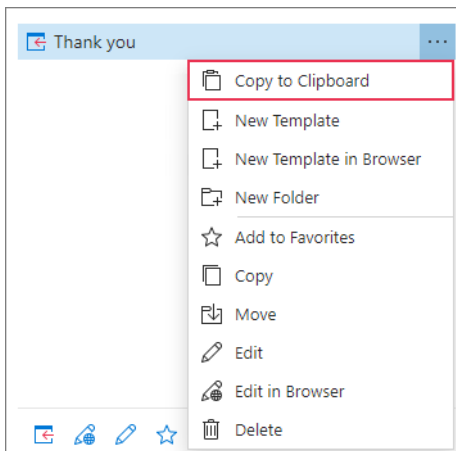 Thank you
Copy to Clipboard
New Template
New Template in Browser
New Folder
Add to Favorites
Copy
Move
Edit
Edit in Browser
Delete